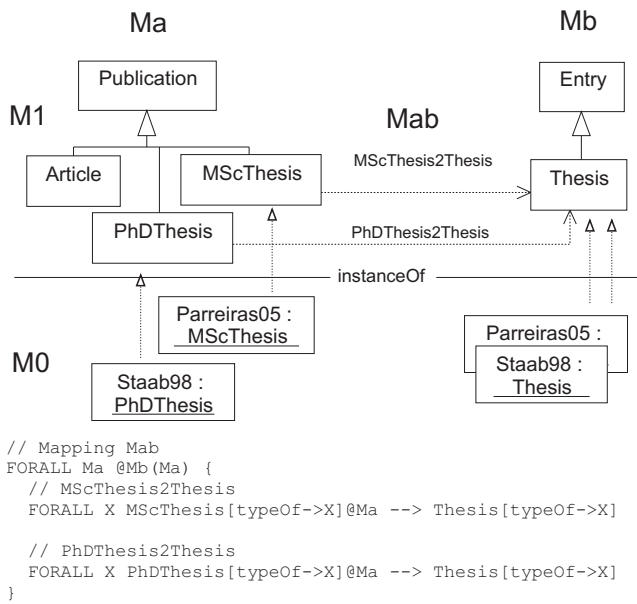 Ma
Mb
Publication
Entry
M1
Mab
Article
MScThesis
MScThesis2Thesis
Thesis
PhDThesis
PhDThesis2Thesis
instanceOf
Parreiras05 :
MScThesis
Parreiras05 :
M0
Staab98 :
PhDThesis
Staab98 :
Thesis
// Mapping Mab
FORALL Ma @Mb(Ma) {
// MScThesis2Thesis
FORALL X MScThesis[typeOf->X]@Ma --> Thesis[typeOf->X]
// PhDThesis2Thesis
FORALL X PhDThesis[typeOf->X]@Ma --> Thesis[typeOf->X]
}